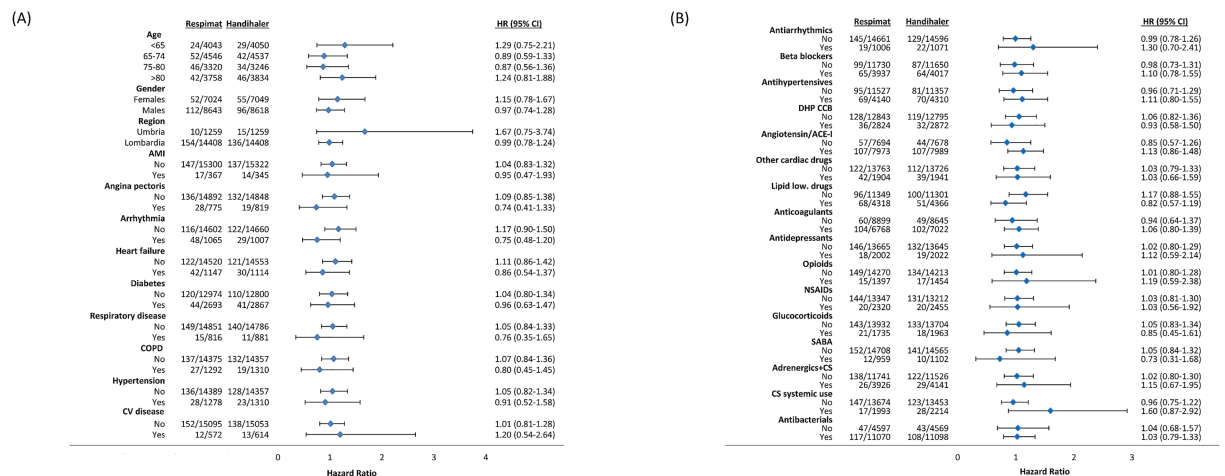 (A)
Respimat Handihaler HR (95% CI)
Age
<65 24/4043 29/4050 1.29 (0.75-2.21)
65-74 52/4546 42/4537 0.89 (0.59-1.33)
75-80 46/3320 34/3246 0.87 (0.56-1.36)
>80 42/3758 46/3834 1.24 (0.81-1.88)
Gender
Females 52/7024 55/7049 1.15 (0.78-1.67)
Males 112/8643 96/8618 0.97 (0.74-1.28)
Region
Umbria 10/1259 15/1259 1.67 (0.75-3.74)
Lombardia 154/14408 136/14408 0.99 (0.78-1.24)
AMI
No 147/15300 137/15322 1.04 (0.83-1.32)
Yes 17/367 14/345 0.95 (0.47-1.93)
Angina pectoris
No 136/14892 132/14848 1.09 (0.85-1.38)
Yes 28/775 19/819 0.74 (0.41-1.33)
Arrhythmia
No 116/14602 122/14660 1.17 (0.90-1.50)
Yes 48/1065 29/1007 0.75 (0.48-1.20)
Heart failure
No 122/14520 121/14553 1.11 (0.86-1.42)
Yes 42/1147 30/1114 0.86 (0.54-1.37)
Diabetes
No 120/12974 110/12800 1.04 (0.80-1.34)
Yes 44/2693 41/2867 0.96 (0.63-1.47)
Respiratory disease
No 149/14851 140/14786 1.05 (0.84-1.33)
Yes 15/816 11/881 0.76 (0.35-1.65)
COPD
No 137/14375 132/14357 1.07 (0.84-1.36)
Yes 27/1292 19/1310 0.80 (0.45-1.45)
Hypertension
No 136/14389 128/14357 1.05 (0.82-1.34)
Yes 28/1278 23/1310 0.91 (0.52-1.58)
CV disease
No 152/15095 138/15053 1.01 (0.81-1.28)
Yes 12/572 13/614 1.20 (0.54-2.64)
0 1 2 3 4 5
Hazard Ratio
(B)
Respimat Handihaler HR (95% CI)
Antiarrhythmics
No 145/14661 129/14596 0.99 (0.78-1.26)
Yes 19/1006 22/1071 1.30 (0.70-2.41)
Beta blockers
No 99/11730 87/11650 0.98 (0.73-1.31)
Yes 65/3937 64/4017 1.10 (0.78-1.55)
Antihypertensives
No 95/11527 81/11357 0.96 (0.71-1.29)
Yes 69/4140 70/4310 1.11 (0.80-1.55)
DHP CCB
No 128/12843 119/12795 1.06 (0.82-1.36)
Yes 36/2824 32/2872 0.93 (0.58-1.50)
Angiotensin/ACE-I
No 57/7694 44/7678 0.85 (0.57-1.26)
Yes 107/7973 107/7989 1.13 (0.86-1.48)
Other cardiac drugs
No 122/13763 112/13726 1.03 (0.79-1.33)
Yes 42/1904 39/1941 1.03 (0.66-1.59)
Lipid low. drugs
No 96/11349 100/11301 1.17 (0.88-1.55)
Yes 68/4318 51/4366 0.82 (0.57-1.19)
Anticoagulants
No 60/8899 49/8645 0.94 (0.64-1.37)
Yes 104/6768 102/7022 1.06 (0.80-1.39)
Antidepressants
No 146/13665 132/13645 1.02 (0.80-1.29)
Yes 18/2002 19/2022 1.12 (0.59-2.14)
Opioids
No 149/14270 134/14213 1.01 (0.80-1.28)
Yes 15/1397 17/1454 1.19 (0.59-2.38)
NSAIDs
No 144/13347 131/13212 1.03 (0.81-1.30)
Yes 20/2320 20/2455 1.03 (0.56-1.92)
Glucocorticoids
No 143/13932 133/13704 1.05 (0.83-1.34)
Yes 21/1735 18/1963 0.85 (0.45-1.61)
SABA
No 152/14708 141/14565 1.05 (0.84-1.32)
Yes 12/959 10/1102 0.73 (0.31-1.68)
Adrenergics+CS
No 138/11741 122/11526 1.02 (0.80-1.30)
Yes 26/3926 29/4141 1.15 (0.67-1.95)
CS systemic use
No 147/13674 123/13453 0.96 (0.75-1.22)
Yes 17/1993 28/2214 1.60 (0.87-2.92)
Antibacterials
No 47/4597 43/4569 1.04 (0.68-1.57)
Yes 117/11070 108/11098 1.03 (0.79-1.33)
0 1 2 3
Hazard Ratio